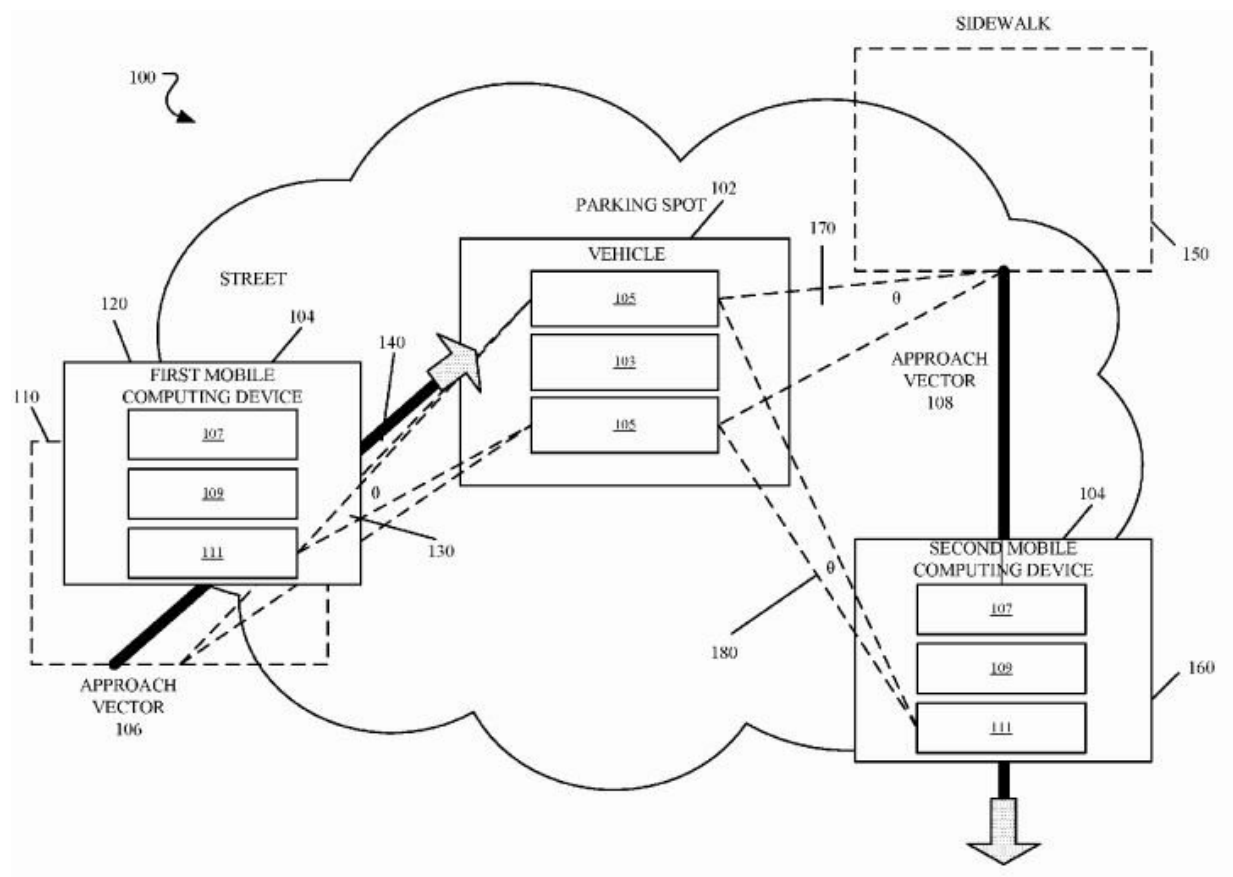 SIDEWALK
100
102
PARKING SPOT
170
VEHICLE
150
STREET
105
θ
120
104
140
103
APPROACH
VECTOR
108
FIRST MOBILE
COMPUTING DEVICE
110
105
107
θ
109
104
130
111
SECOND MOBILE
COMPUTING DEVICE
θ
107
180
109
160
APPROACH
VECTOR
106
111